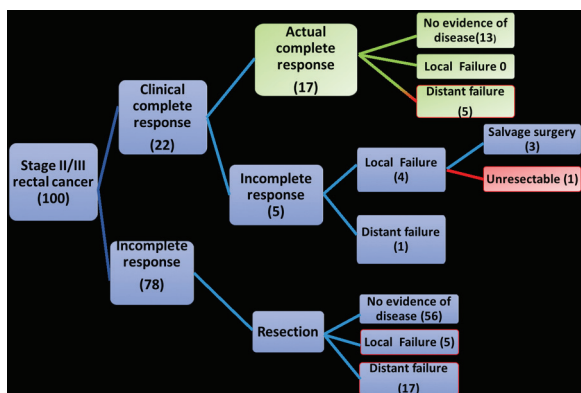 Stage II/III
rectal cancer
(100)
Clinical
complete
response
(22)
Actual
complete
response
(17)
No evidence of
disease(13)
Local Failure 0
Distant failure
(5)
Incomplete
response
(5)
Local Failure
(4)
Salvage surgery
(3)
Unresectable (1)
Distant failure
(1)
Incomplete
response
(78)
Resection
No evidence of
disease (56)
Local Failure (5)
Distant failure
(17)